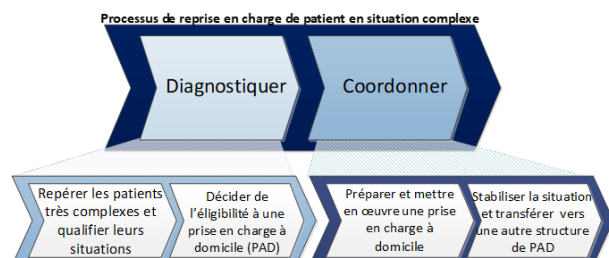 Processus de reprise en charge de patient en situation complexe
Diagnostiquer
Coordonner
Repérer les patients
très complexes et
qualifier leurs
situations
Décider de
l'éligibilité à une
prise en charge à
domicile (PAD)
Préparer et mettre
en œuvre une prise
en charge à
domicile
Stabiliser la situation
et transférer vers
une autre structure
de PAD